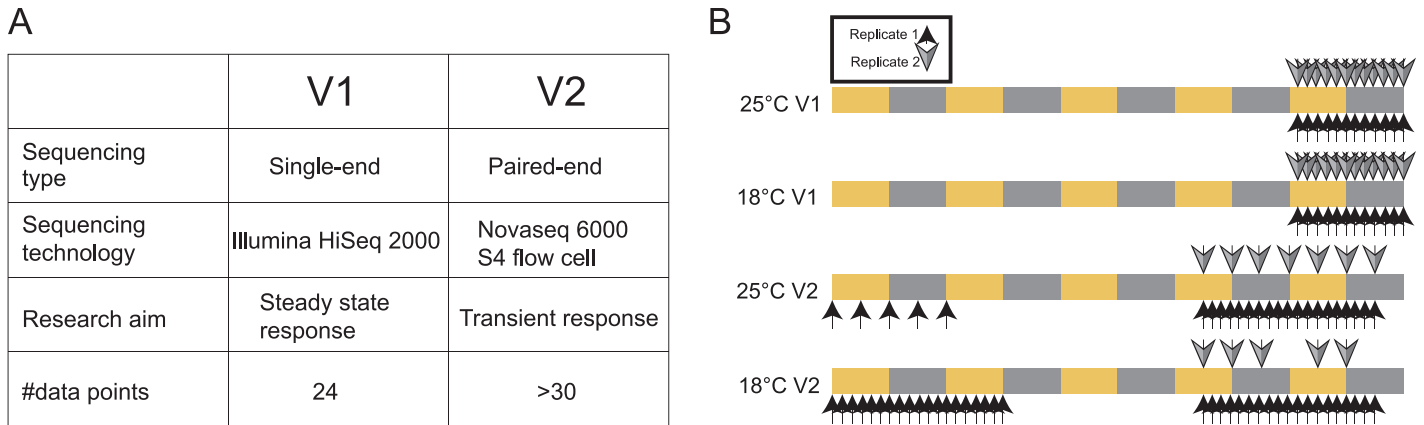 A
V1
V2
Sequencing
type
Single-end
Paired-end
Sequencing
technology
Illumina HiSeq 2000
Novaseq 6000
S4 flow cell
Research aim
Steady state
response
Transient response
#data points
24
>30
B
Replicate 1
Replicate 2
25°C V1
18°C V1
25°C V2
18°C V2